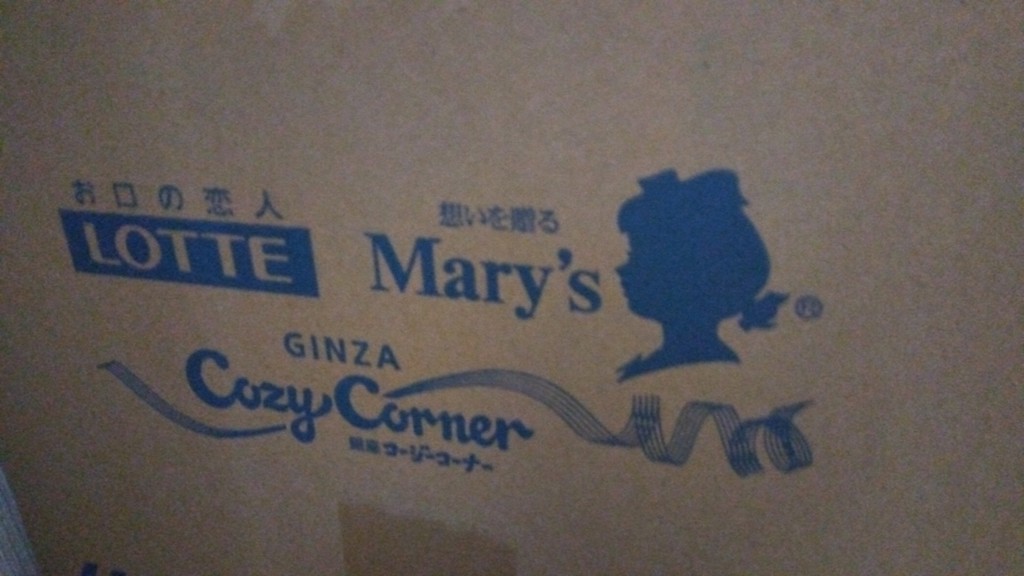 お口の恋人
LOTTE
想いを贈る
Mary's
GINZA
Cozy Corner
銀座コージーコーナー